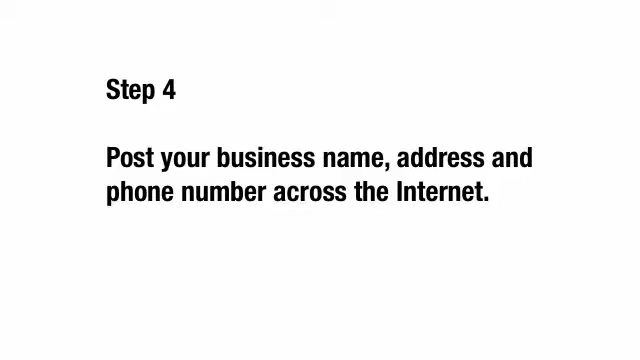 Step 4
Post your business name, address and
phone number across the Internet.